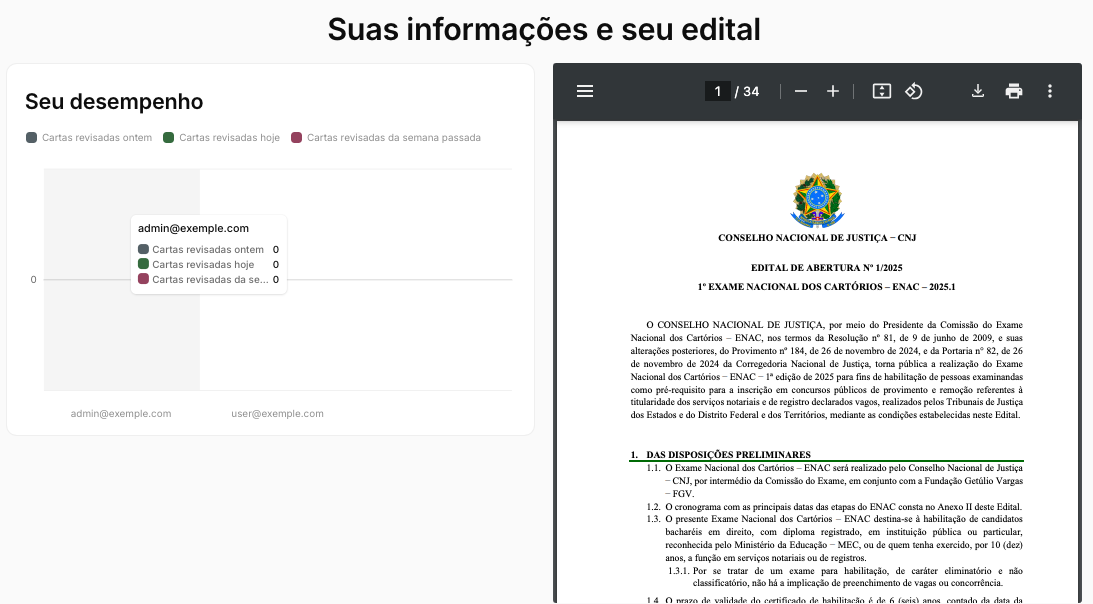 Suas informações e seu edital
Seu desempenho
Cartas revisadas ontem
Cartas revisadas hoje
Cartas revisadas da semana passada
admin@exemple.com
Cartas revisadas ontem 0
Cartas revisadas hoje 0
Cartas revisadas da se... 0
0
admin@exemple.com
user@exemple.com
1 / 34
CONSELHO NACIONAL DE JUSTIÇA – CNJ
EDITAL DE ABERTURA Nº 1/2025
1º EXAME NACIONAL DOS CARTÓRIOS – ENAC – 2025.1
O CONSELHO NACIONAL DE JUSTIÇA, por meio do Presidente da Comissão do Exame
Nacional dos Cartórios – ENAC, nos termos da Resolução nº 81, de 9 de junho de 2009, e suas
alterações posteriores, do Provimento nº 184, de 26 de novembro de 2024, e da Portaria n° 82, de 26
de novembro de 2024 da Corregedoria Nacional de Justiça, torna pública a realização do Exame
Nacional dos Cartórios – ENAC – 1ª edição de 2025 para fins de habilitação de pessoas examinandas
como pré-requisito para a inscrição em concursos públicos de provimento e remoção referentes à
titularidade dos serviços notariais e de registro declarados vagos, realizados pelos Tribunais de Justiça
dos Estados e do Distrito Federal e dos Territórios, mediante as condições estabelecidas neste Edital.
1. DAS DISPOSIÇÕES PRELIMINARES
1.1. O Exame Nacional dos Cartórios – ENAC será realizado pelo Conselho Nacional de Justiça
– CNJ, por intermédio da Comissão do Exame, em conjunto com a Fundação Getúlio Vargas
– FGV.
1.2. O cronograma com as principais datas das etapas do ENAC consta no Anexo II deste Edital.
1.3. O presente Exame Nacional dos Cartórios – ENAC destina-se à habilitação de candidatos
bacharéis em direito, com diploma registrado, em instituição pública ou particular,
reconhecida pelo Ministério da Educação – MEC, ou de quem tenha exercido, por 10 (dez)
anos, a função em serviços notariais ou de registros.
1.3.1. Por se tratar de um exame para habilitação, de caráter eliminatório e não
classificatório, não há a implicação de preenchimento de vagas ou concorrência.
1.4. O prazo de validade do certificado de habilitação é de 6 (seis) anos, contado da data da